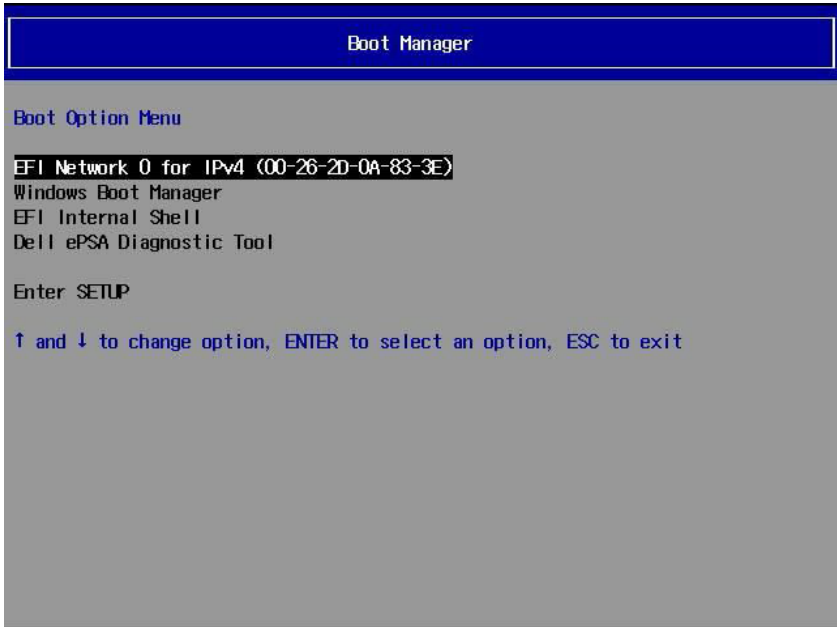 Boot Manager
Boot Option Menu
EFI Network 0 for IPv4 (00-26-2D-0A-83-3E)
Windows Boot Manager
EFI Internal Shell
Dell ePSA Diagnostic Tool
Enter SETUP
↑ and ↓ to change option, ENTER to select an option, ESC to exit